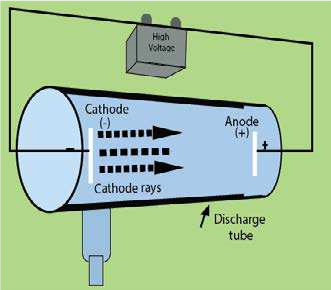 High
Voltage
Cathode
(-)
Anode
(+)
-
+
Cathode rays
Discharge
tube